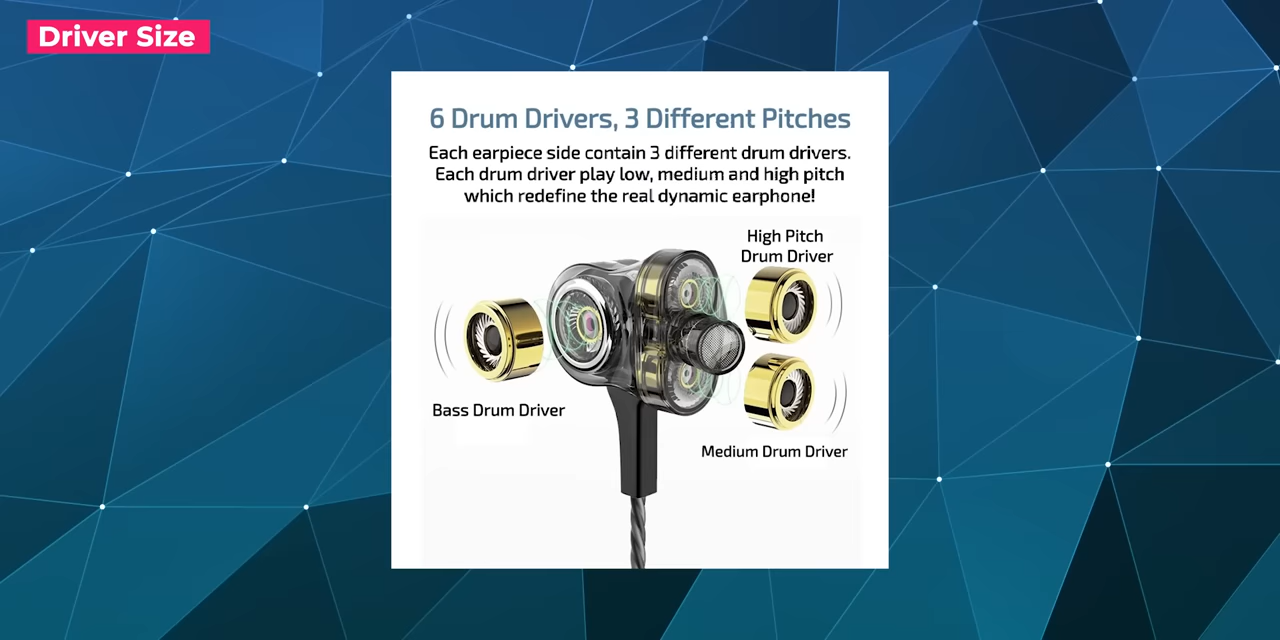 Driver Size
6 Drum Drivers, 3 Different Pitches
Each earpiece side contain 3 different drum drivers.
Each drum driver play low, medium and high pitch
which redefine the real dynamic earphone!
High Pitch
Drum Driver
Bass Drum Driver
Medium Drum Driver